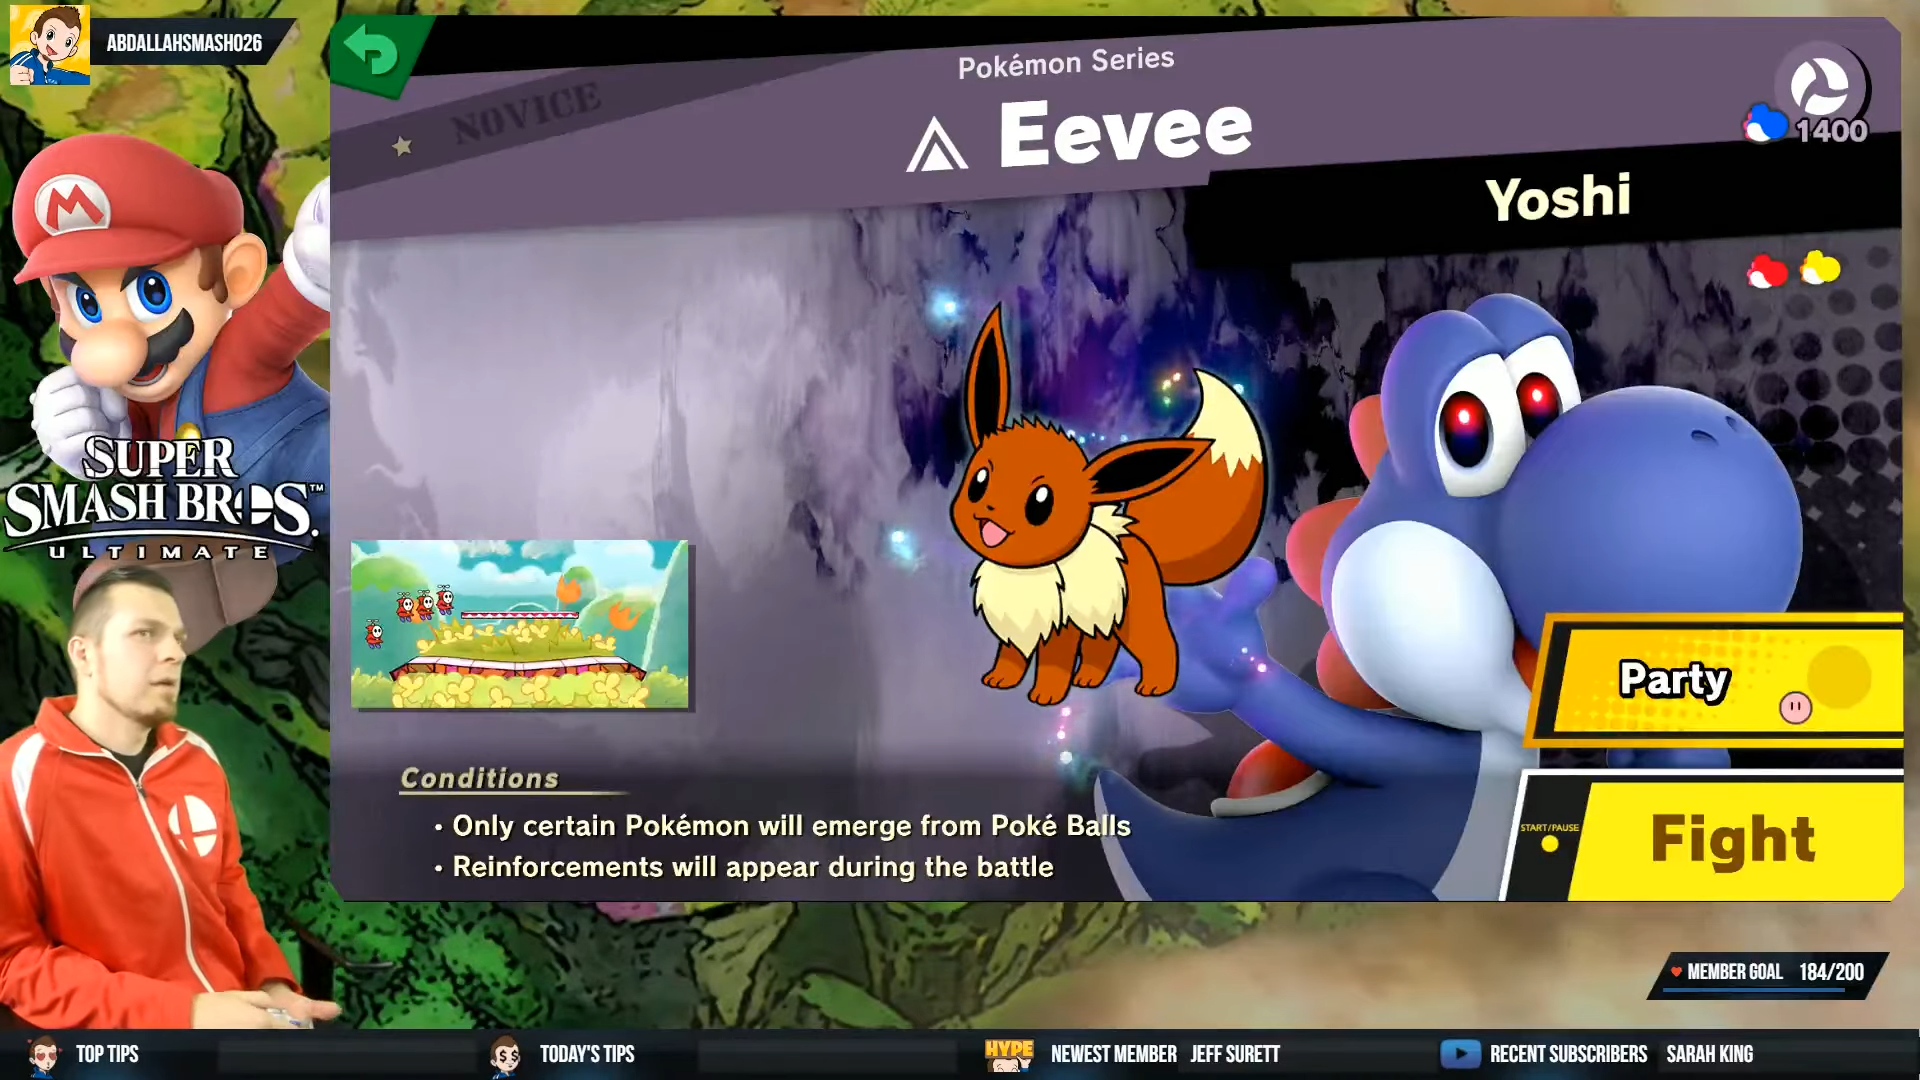 ABDALLAHSMASH026
Pokémon Series
NOVICE
Eevee
1400
Yoshi
M
SUPER
SMASH BROS.™
ULTIMATE
Party
Conditions
• Only certain Pokémon will emerge from Poké Balls
• Reinforcements will appear during the battle
START/PAUSE
Fight
MEMBER GOAL 184/200
TOP TIPS
TODAY'S TIPS
HYPE
NEWEST MEMBER JEFF SURETT
RECENT SUBSCRIBERS SARAH KING